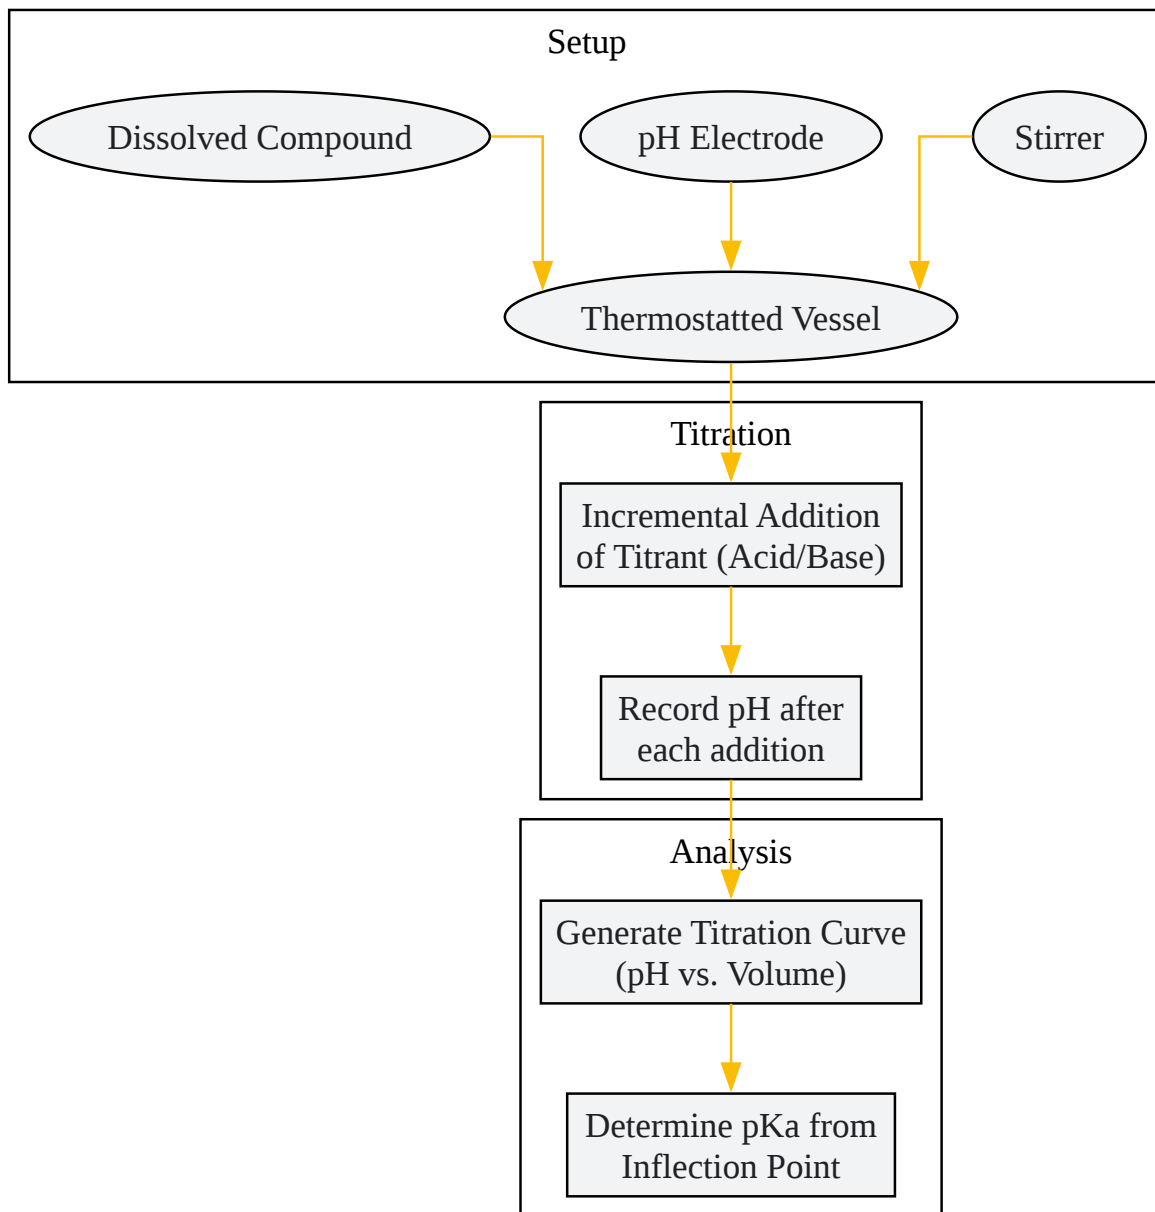 Setup
Dissolved Compound
pH Electrode
Stirrer
Thermostatted Vessel
Titration
Incremental Addition
of Titrant (Acid/Base)
Record pH after
each addition
Analysis
Generate Titration Curve
(pH vs. Volume)
Determine pKa from
Inflection Point